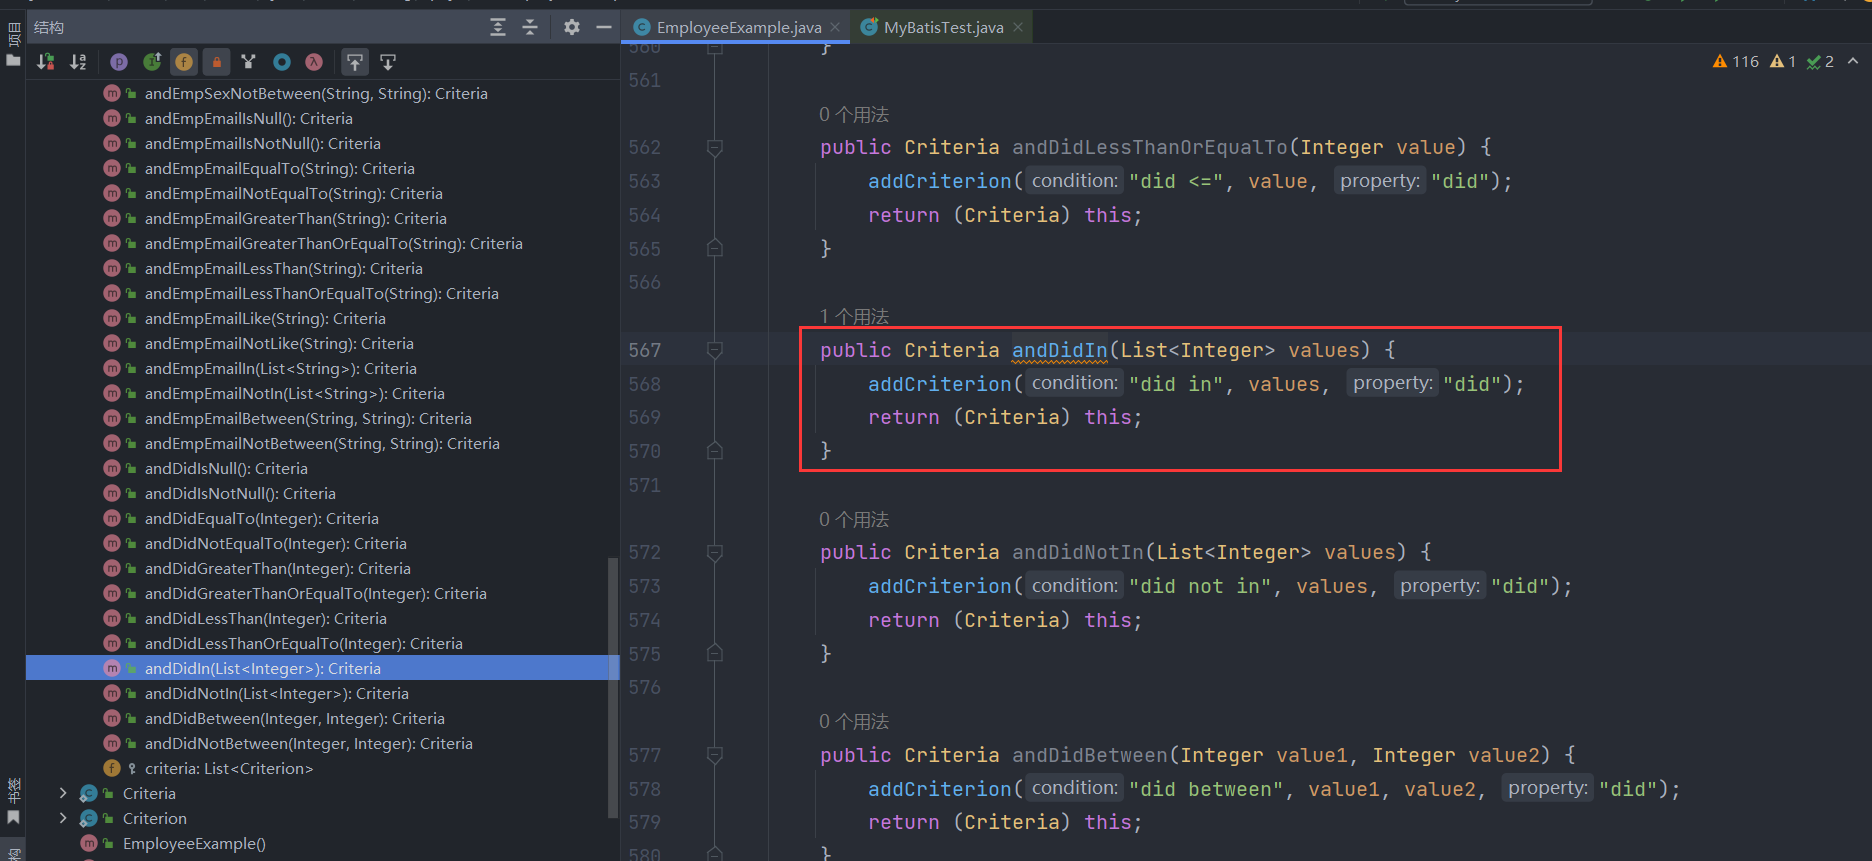 项目
结构
EmployeeExample.java
MyBatisTest.java
116
1
2
andEmpSexNotBetween(String, String): Criteria
andEmpEmailIsNull(): Criteria
andEmpEmailIsNotNull(): Criteria
andEmpEmailEqualTo(String): Criteria
andEmpEmailNotEqualTo(String): Criteria
andEmpEmailGreaterThan(String): Criteria
andEmpEmailGreaterThanOrEqualTo(String): Criteria
andEmpEmailLessThan(String): Criteria
andEmpEmailLessThanOrEqualTo(String): Criteria
andEmpEmailLike(String): Criteria
andEmpEmailNotLike(String): Criteria
andEmpEmailIn(List<String>): Criteria
andEmpEmailNotIn(List<String>): Criteria
andEmpEmailBetween(String, String): Criteria
andEmpEmailNotBetween(String, String): Criteria
andDidIsNull(): Criteria
andDidIsNotNull(): Criteria
andDidEqualTo(Integer): Criteria
andDidNotEqualTo(Integer): Criteria
andDidGreaterThan(Integer): Criteria
andDidGreaterThanOrEqualTo(Integer): Criteria
andDidLessThan(Integer): Criteria
andDidLessThanOrEqualTo(Integer): Criteria
andDidIn(List<Integer>): Criteria
andDidNotIn(List<Integer>): Criteria
andDidBetween(Integer, Integer): Criteria
andDidNotBetween(Integer, Integer): Criteria
criteria: List<Criterion>
Criteria
Criterion
EmployeeExample()
书签
构
560 }
561
0 个用法
562 public Criteria andDidLessThanOrEqualTo(Integer value) {
563 addCriterion( condition: "did <=", value, property: "did");
564 return (Criteria) this;
565 }
566
1 个用法
567 public Criteria andDidIn(List<Integer> values) {
568 addCriterion( condition: "did in", values, property: "did");
569 return (Criteria) this;
570 }
571
0 个用法
572 public Criteria andDidNotIn(List<Integer> values) {
573 addCriterion( condition: "did not in", values, property: "did");
574 return (Criteria) this;
575 }
576
0 个用法
577 public Criteria andDidBetween(Integer value1, Integer value2) {
578 addCriterion( condition: "did between", value1, value2, property: "did");
579 return (Criteria) this;
580 }